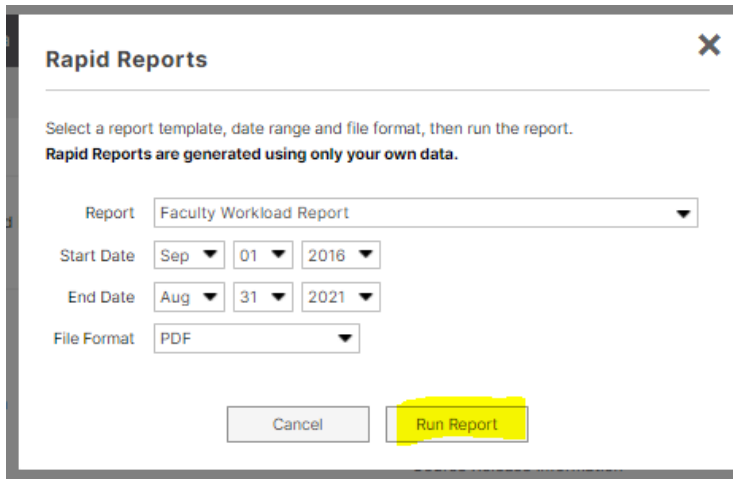 Rapid Reports
Select a report template, date range and file format, then run the report.
Rapid Reports are generated using only your own data.
Report Faculty Workload Report
Start Date Sep 01 2016
End Date Aug 31 2021
File Format PDF
Cancel Run Report